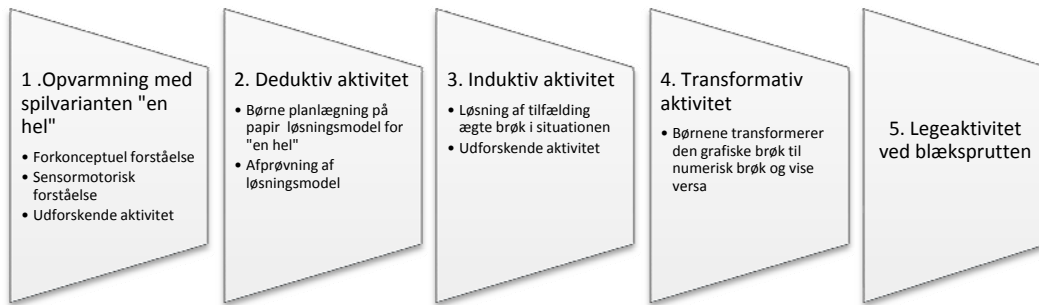 1 .Opvarmning med
spilvarianten "en
hel"
• Forkonceptuel forståelse
• Sensormotorisk
forståelse
• Udforskende aktivitet
2. Deduktiv aktivitet
• Børne planlægning på
papir løsningsmodel for
"en hel"
• Afprøvning af
løsningsmodel
3. Induktiv aktivitet
• Løsning af tilfælding
ægte brøk i situationen
• Udforskende aktivitet
4. Transformativ
aktivitet
• Børnene transformerer
den grafiske brøk til
numerisk brøk og vise
versa
5. Legeaktivitet
ved blæksprutten